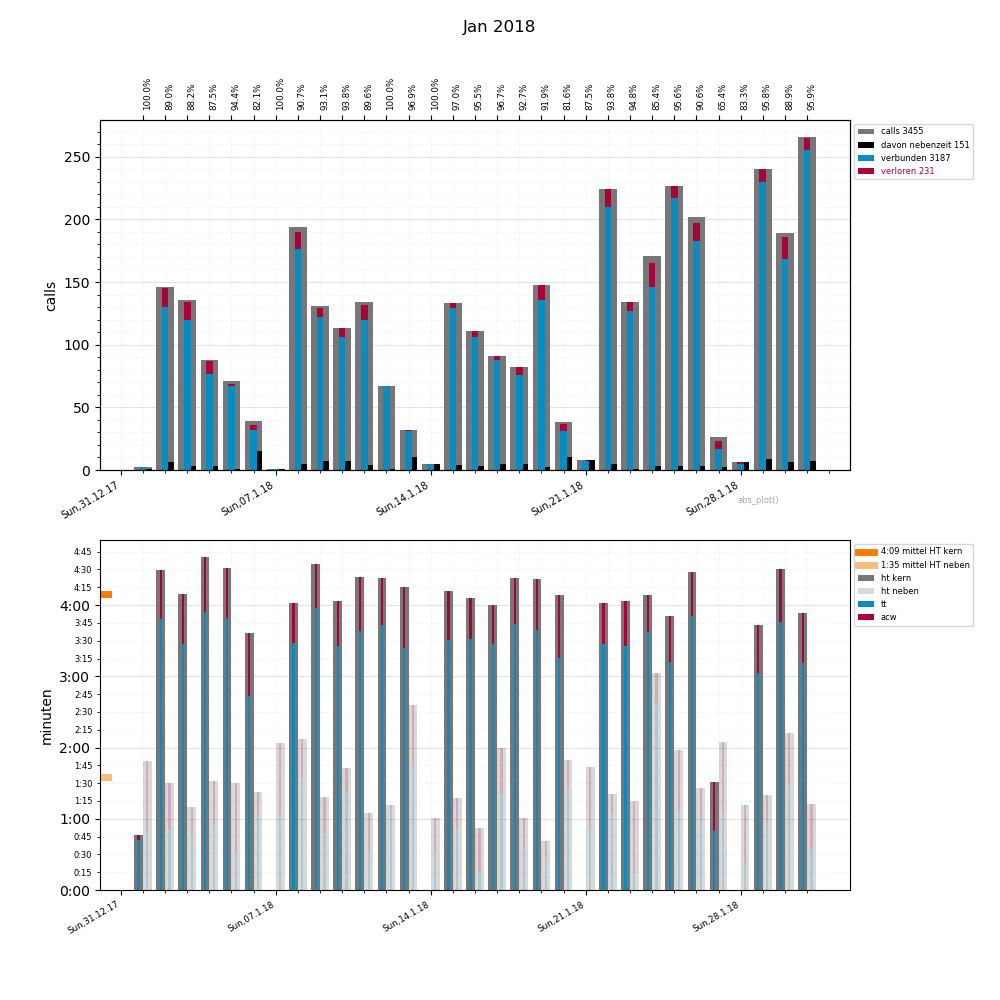 Jan 2018
100.0% 89.0% 88.2% 87.5% 94.4% 82.1% 100.0% 90.7% 93.1% 93.8% 89.6% 100.0% 96.9% 100.0% 97.0% 95.5% 96.7% 92.7% 91.9% 81.6% 87.5% 93.8% 94.8% 85.4% 95.6% 90.6% 65.4% 83.3% 95.8% 88.9% 95.9%
calls 3455
davon nebenzeit 151
verbunden 3187
verloren 231
250
200
150
100
50
0
calls
Sun,31.12.17 Sun,07.1.18 Sun,14.1.18 Sun,21.1.18 Sun,28.1.18
abs_plot()
4:09 mittel HT kern
1:35 mittel HT neben
ht kern
ht neben
tt
acw
4:45
4:30
4:15
4:00
3:45
3:30
3:15
3:00
2:45
2:30
2:15
2:00
1:45
1:30
1:15
1:00
0:45
0:30
0:15
0:00
minuten
Sun,31.12.17 Sun,07.1.18 Sun,14.1.18 Sun,21.1.18 Sun,28.1.18